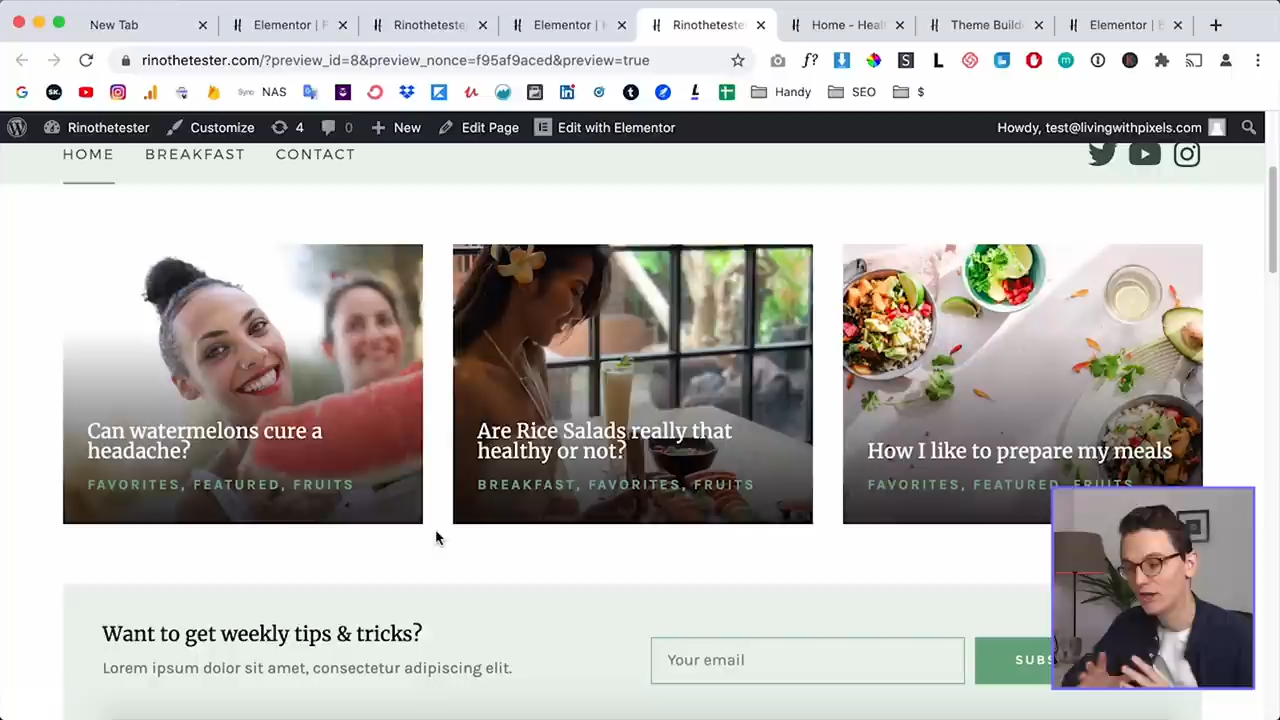 New Tab Elementor | Rinothetester Elementor | Rinothetester Home - Heal Theme Build Elementor |
rinothetester.com/?preview_id=8&preview_nonce=f95af9aced&preview=true
NAS Handy SEO $
Rinothetester Customize 4 0 New Edit Page Edit with Elementor Howdy, test@livingwithpixels.com
HOME BREAKFAST CONTACT
Can watermelons cure a
headache?
FAVORITES, FEATURED, FRUITS
Are Rice Salads really that
healthy or not?
BREAKFAST, FAVORITES, FRUITS
How I like to prepare my meals
FAVORITES, FEATURED, FRUITS
Want to get weekly tips & tricks?
Lorem ipsum dolor sit amet, consectetur adipiscing elit.
Your email
SUBS